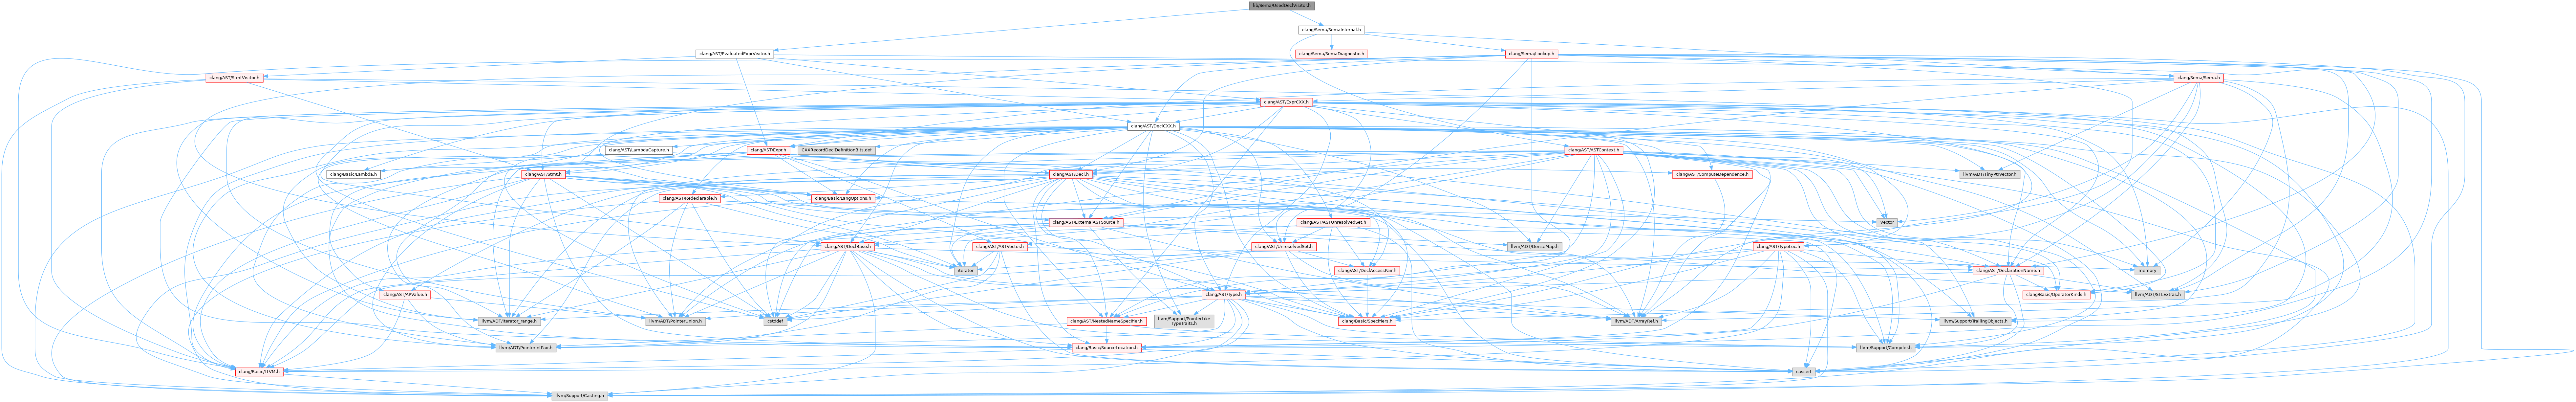 lib/Sema/UsedDeclVisitor.h
clang/Sema/SemaInternal.h
clang/AST/EvaluatedExprVisitor.h
clang/Sema/SemaDiagnostic.h
clang/Sema/Lookup.h
clang/AST/StmtVisitor.h
clang/Sema/Sema.h
clang/AST/ExprCXX.h
clang/AST/DeclCXX.h
clang/AST/LambdaCapture.h
clang/AST/Expr.h
CXXRecordDeclDefinitionBits.def
clang/AST/ASTContext.h
clang/Basic/Lambda.h
clang/AST/Stmt.h
clang/AST/Decl.h
clang/AST/ComputeDependence.h
llvm/ADT/TinyPtrVector.h
clang/AST/Redeclarable.h
clang/Basic/LangOptions.h
clang/AST/ExternalASTSource.h
clang/AST/ASTUnresolvedSet.h
vector
clang/AST/DeclBase.h
clang/AST/ASTVector.h
clang/AST/UnresolvedSet.h
llvm/ADT/DenseMap.h
clang/AST/TypeLoc.h
iterator
clang/AST/DeclAccessPair.h
clang/AST/DeclarationName.h
memory
clang/AST/APValue.h
clang/AST/Type.h
clang/Basic/OperatorKinds.h
llvm/ADT/STLExtras.h
llvm/ADT/iterator_range.h
llvm/ADT/PointerUnion.h
cstddef
clang/AST/NestedNameSpecifier.h
llvm/Support/PointerLike
TypeTraits.h
clang/Basic/Specifiers.h
llvm/ADT/ArrayRef.h
llvm/Support/TrailingObjects.h
llvm/ADT/PointerIntPair.h
clang/Basic/SourceLocation.h
llvm/Support/Compiler.h
clang/Basic/LLVM.h
cassert
llvm/Support/Casting.h